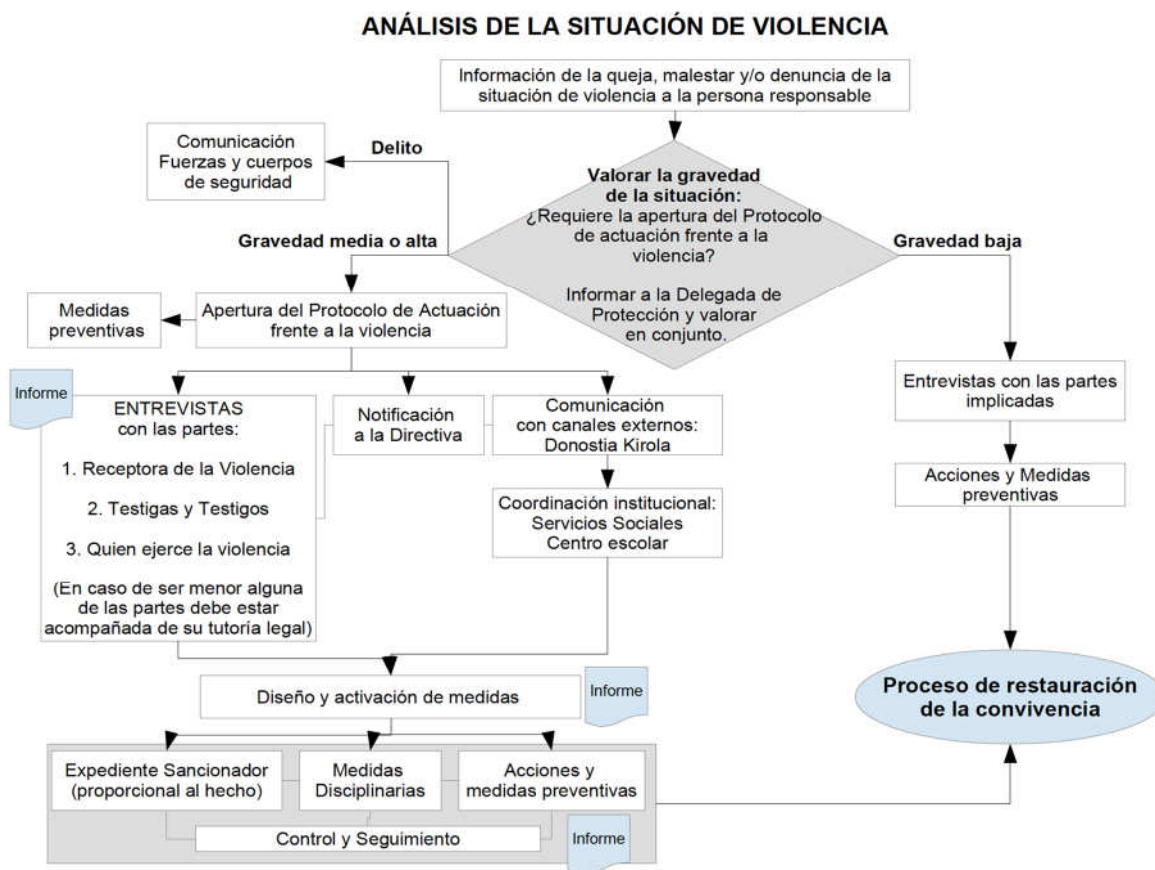 ANÁLISIS DE LA SITUACIÓN DE VIOLENCIA
Información de la queja, malestar y/o denuncia de la
situación de violencia a la persona responsable
Comunicación
Fuerzas y cuerpos
de seguridad
Delito
Valorar la gravedad
de la situación:
¿Requiere la apertura del Protocolo
de actuación frente a la
violencia?
Informar a la Delegada de
Protección y valorar
en conjunto.
Gravedad media o alta
Gravedad baja
Medidas
preventivas
Apertura del Protocolo de Actuación
frente a la violencia
Informe
ENTREVISTAS
con las partes:
1. Receptora de la Violencia
2. Testigas y Testigos
3. Quien ejerce la violencia
(En caso de ser menor alguna
de las partes debe estar
acompañada de su tutoría legal)
Notificación
a la Directiva
Comunicación
con canales externos:
Donostia Kirola
Coordinación institucional:
Servicios Sociales
Centro escolar
Entrevistas con las partes
implicadas
Acciones y Medidas
preventivas
Diseño y activación de medidas
Informe
Proceso de restauración
de la convivencia
Expediente Sancionador
(proporcional al hecho)
Medidas
Disciplinarias
Acciones y
medidas preventivas
Control y Seguimiento
Informe